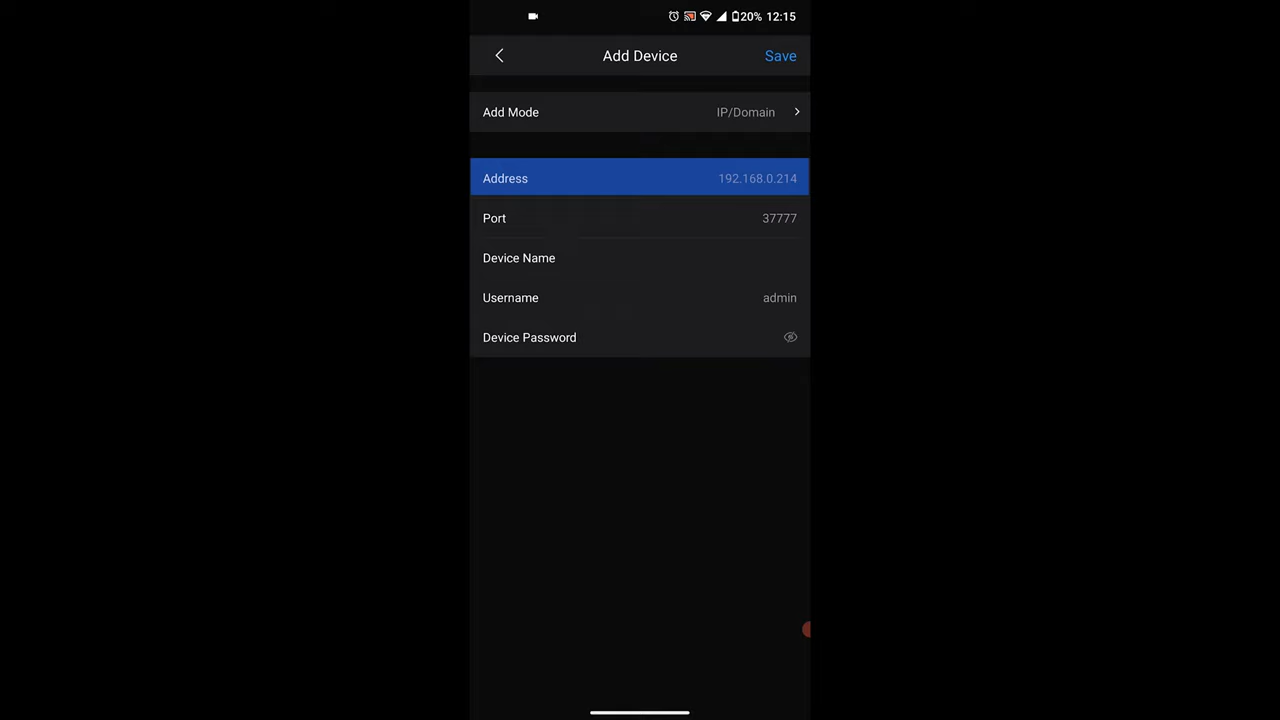 20% 12:15
Add Device Save
Add Mode IP/Domain
Address 192.168.0.214
Port 37777
Device Name
Username admin
Device Password